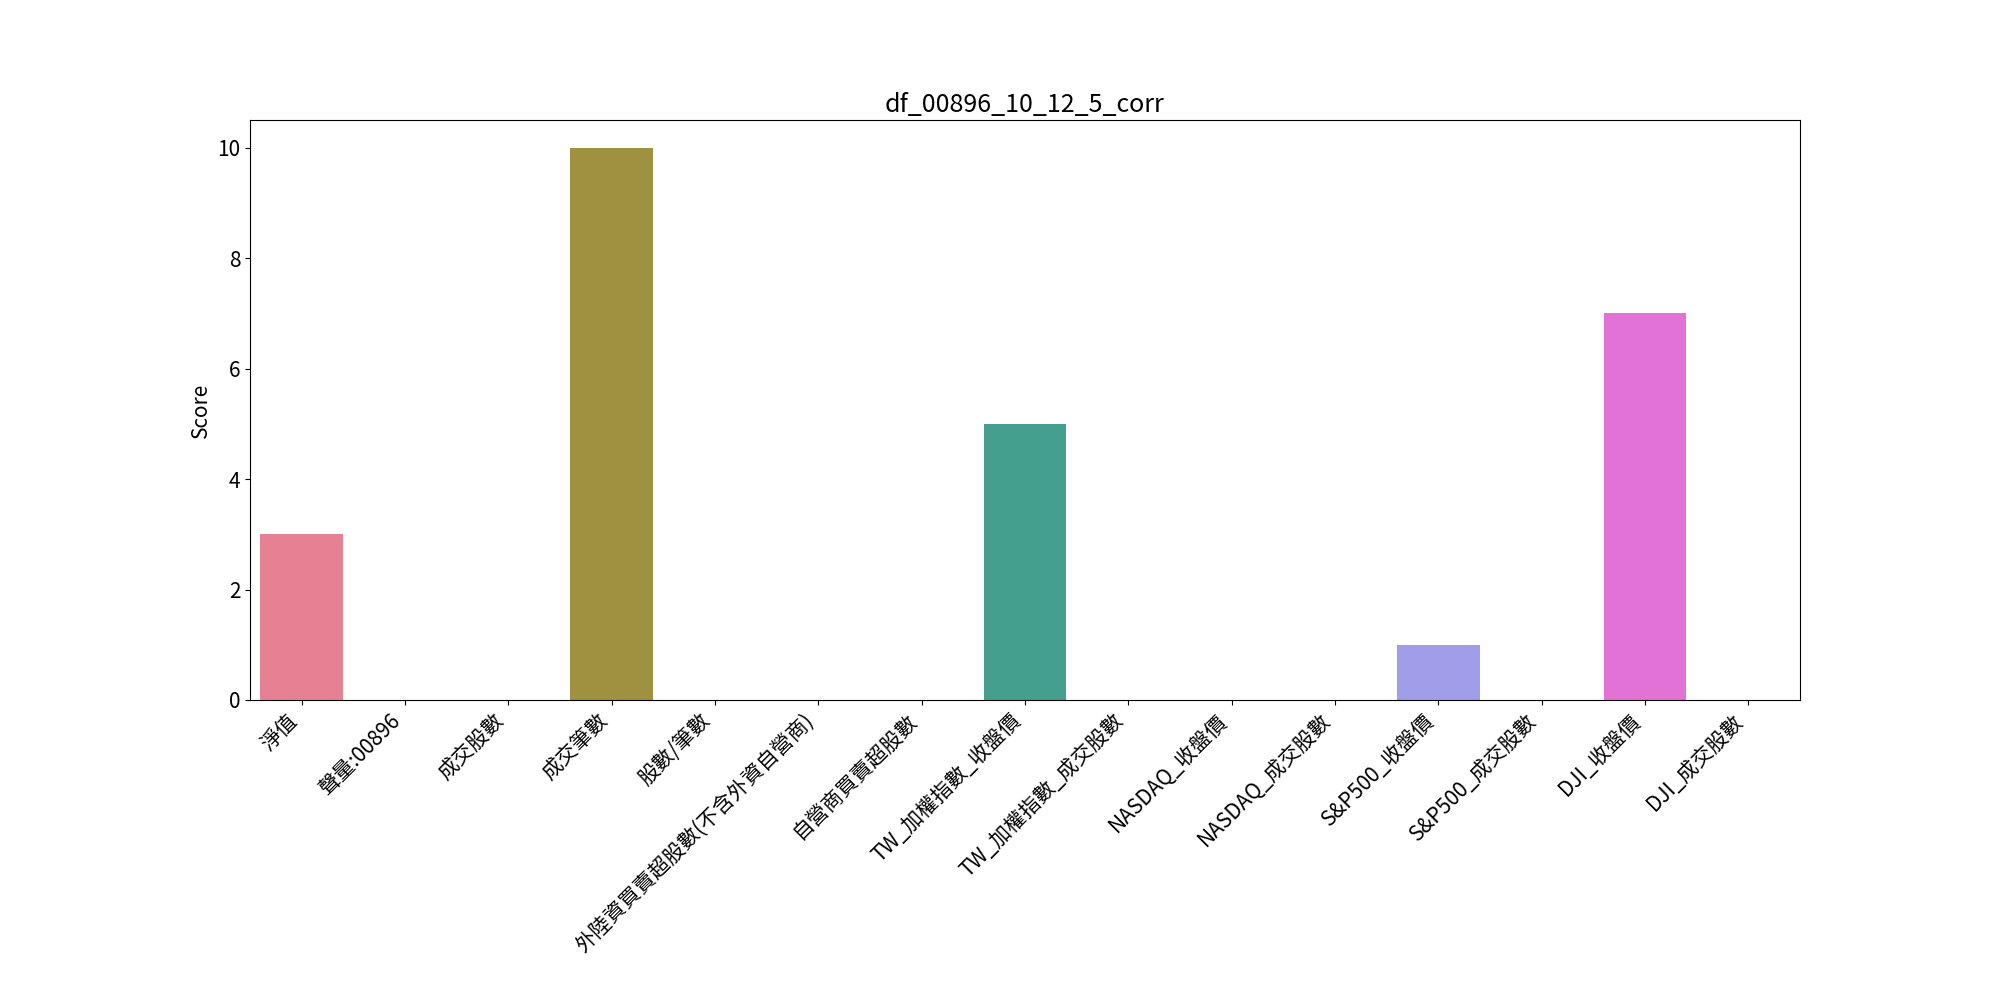 df_00896_10_12_5_corr
Score
10
8
6
4
2
0
淨值
聲量:00896
成交股數
成交筆數
股數/筆數
外陸資買賣超股數(不含外資自營商)
自營商買賣超股數
TW_加權指數_收盤價
TW_加權指數_成交股數
NASDAQ_收盤價
NASDAQ_成交股數
S&P500_收盤價
S&P500_成交股數
DJI_收盤價
DJI_成交股數